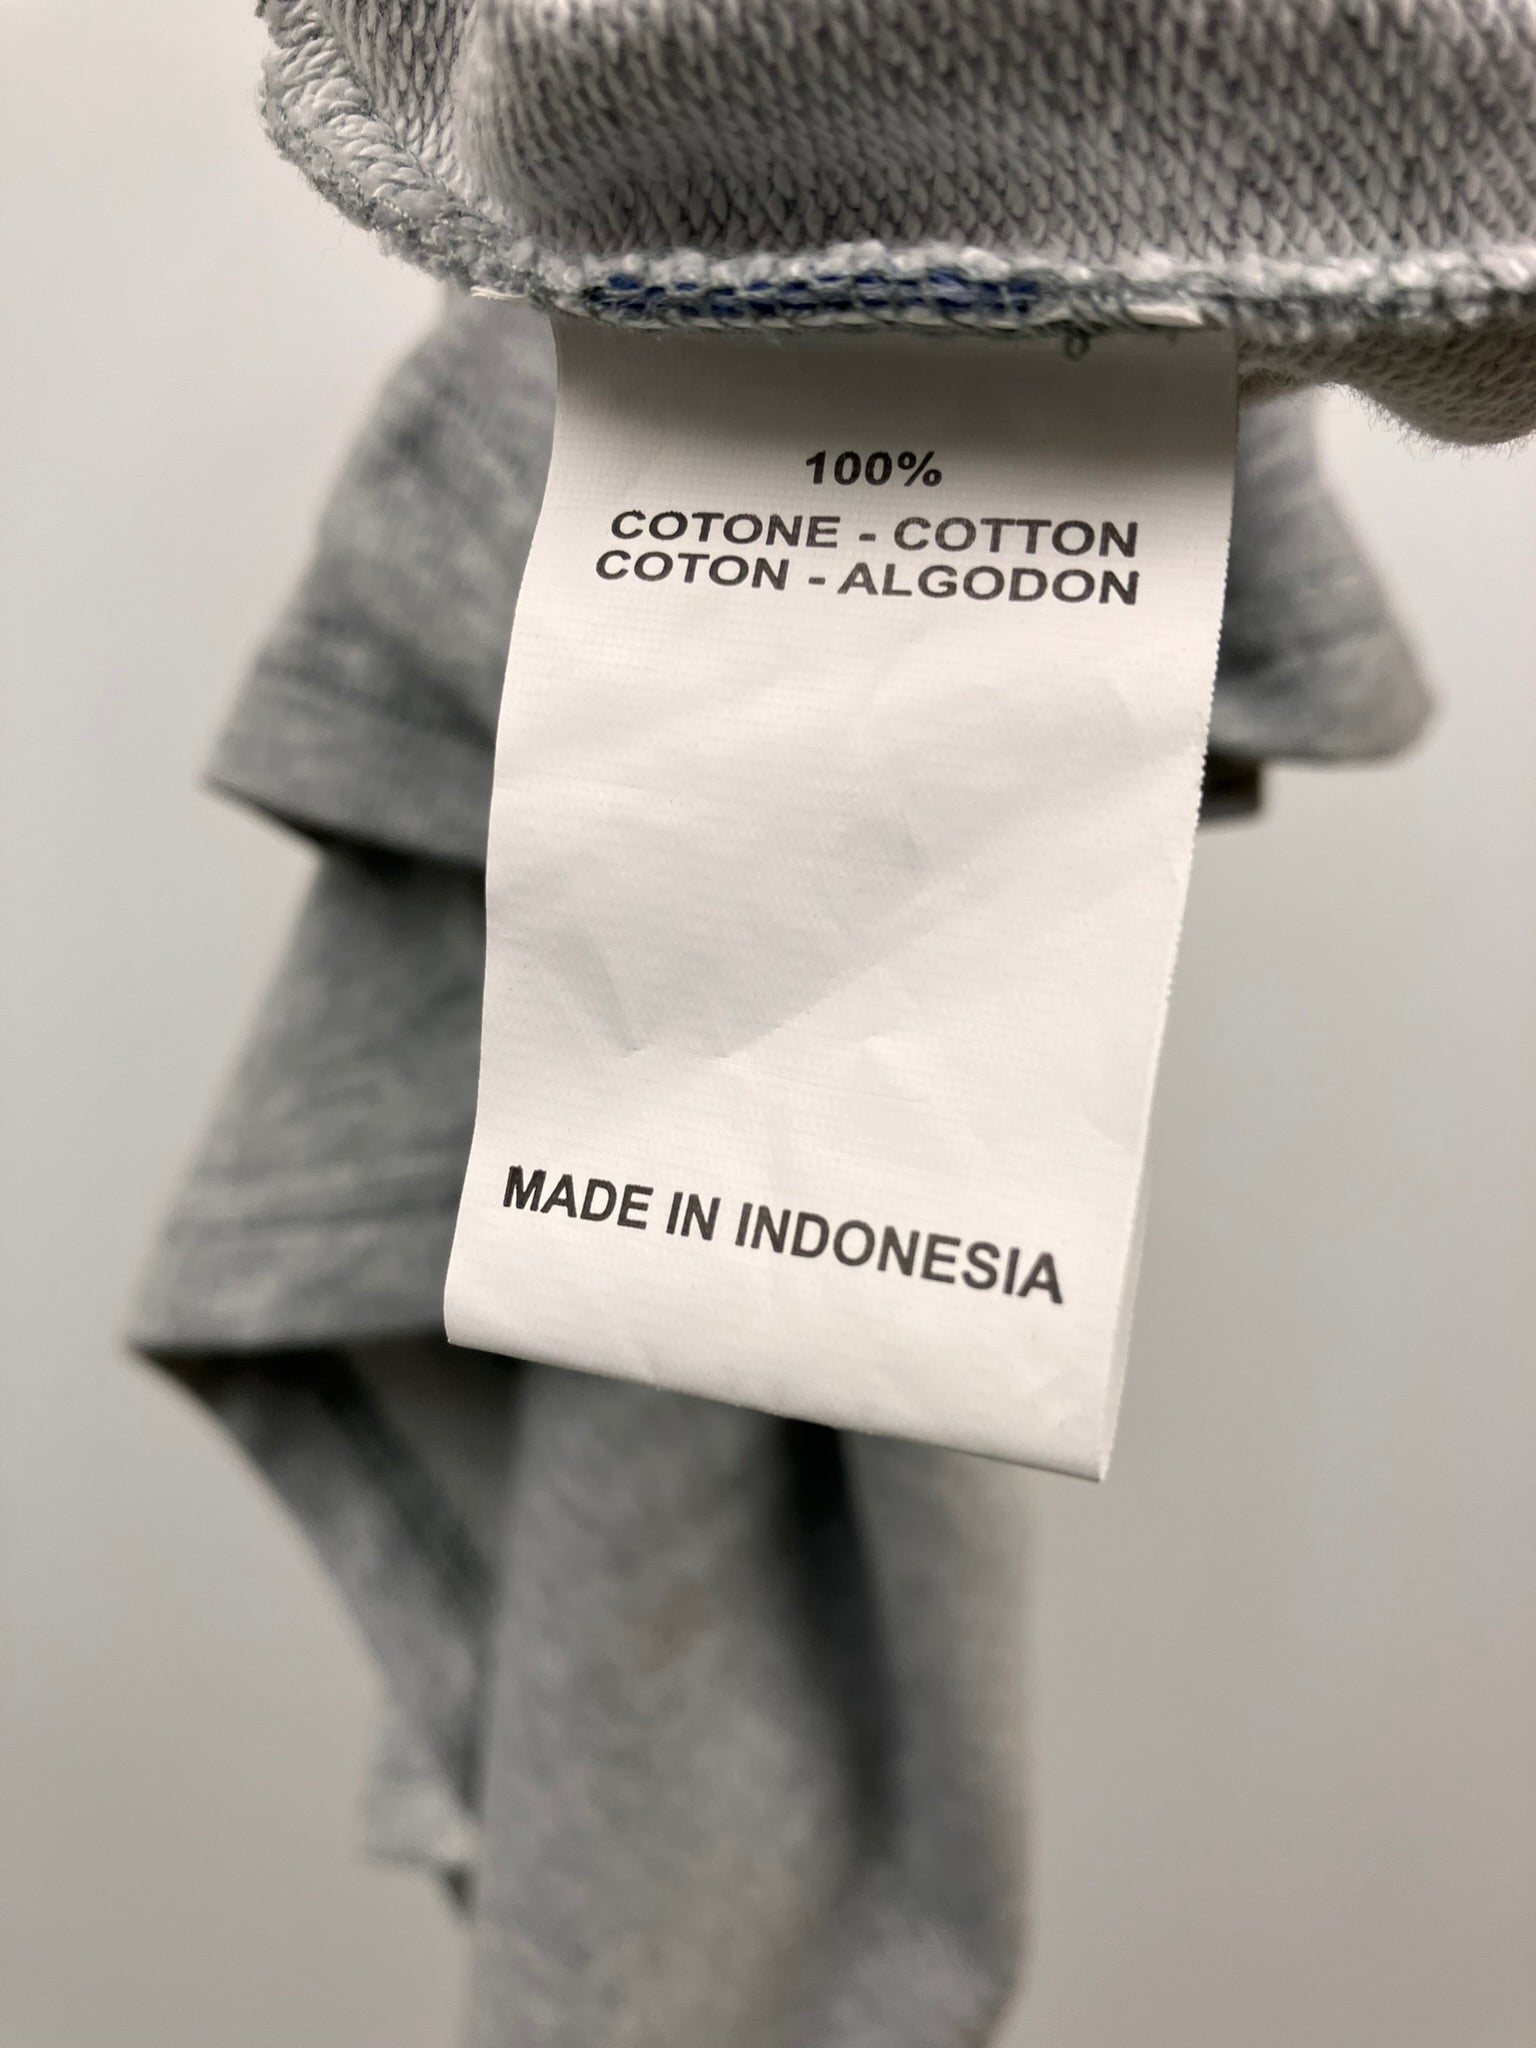 100%
COTONE - COTTON
COTON - ALGODON
MADE IN INDONESIA